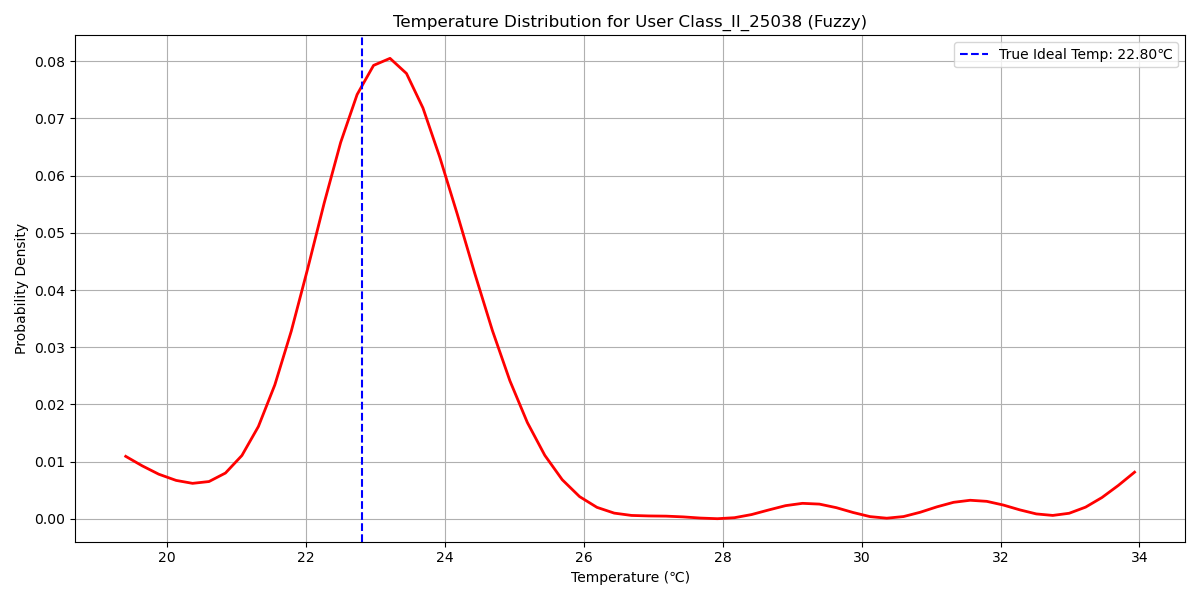 Temperature Distribution for User Class_II_25038 (Fuzzy)
True Ideal Temp: 22.80℃
Probability Density
0.08
0.07
0.06
0.05
0.04
0.03
0.02
0.01
0.00
20 22 24 26 28 30 32 34
Temperature (℃)